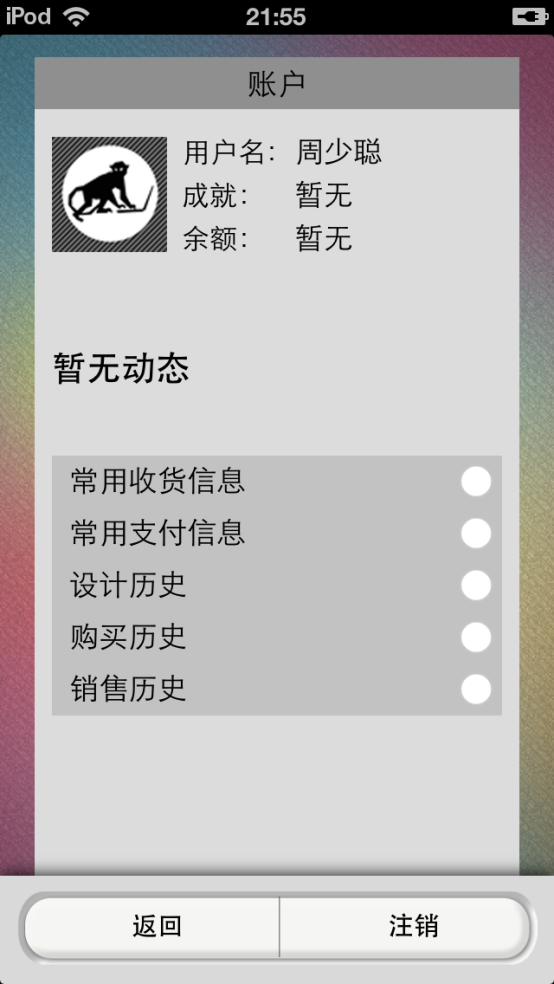 iPod 21:55
账户
用户名： 周少聪
成就： 暂无
余额： 暂无
暂无动态
常用收货信息
常用支付信息
设计历史
购买历史
销售历史
返回 注销